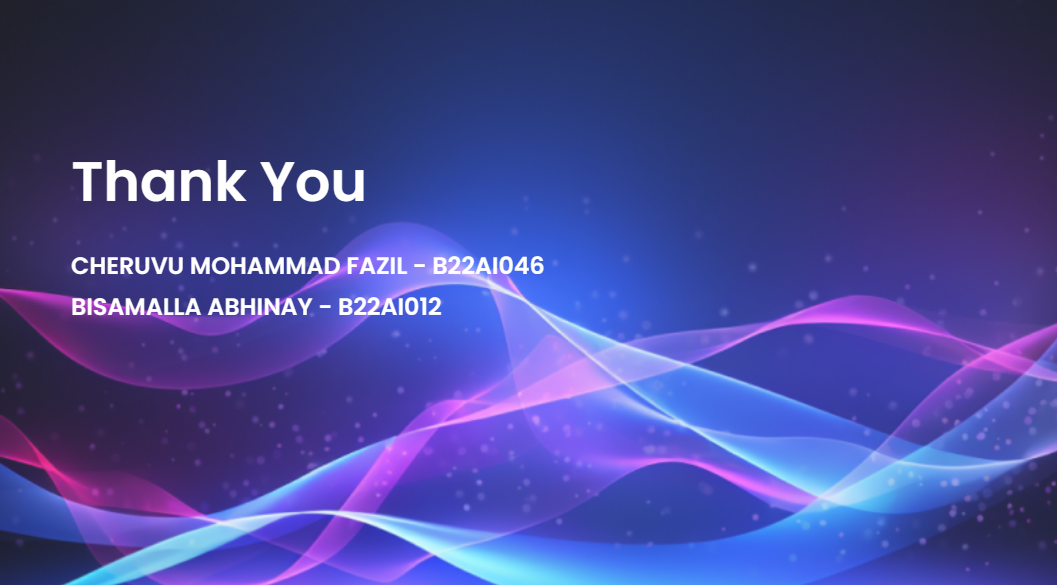 Thank You
CHERUVU MOHAMMAD FAZIL – B22AI046
BISAMALLA ABHINAY – B22AI012